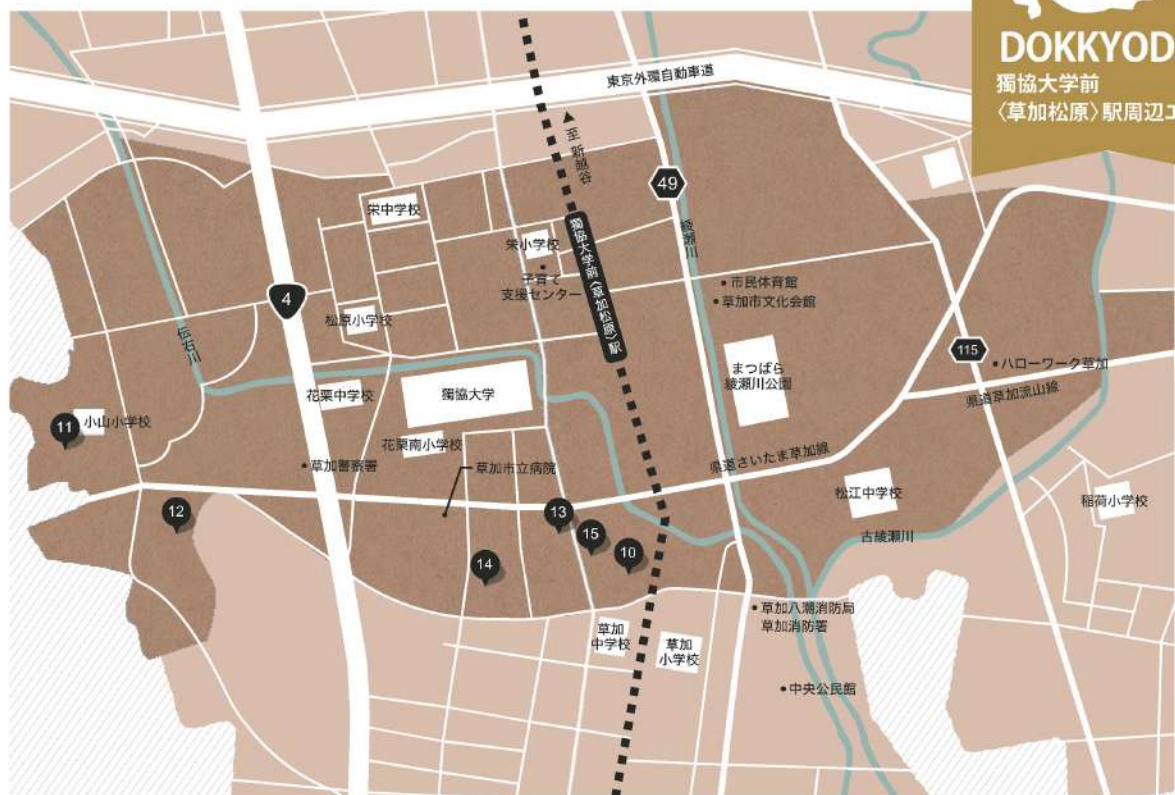 DOKKYOD
獨協大学前
〈草加松原〉駅周辺エ
東京外環自動車道
▲至 新越谷
49
栄中学校
栄小学校
子育て
支援センター
獨協大学前〈草加松原〉駅
綾瀬川
市民体育館
草加市文化会館
4
松原小学校
伝右川
115
ハローワーク草加
まつばら
綾瀬川公園
県道草加流山線
花栗中学校
獨協大学
11
小山小学校
花栗南小学校
草加警察署
草加市立病院
県道さいたま草加線
松江中学校
稲荷小学校
12
13
15
10
14
古綾瀬川
草加八潮消防局
草加消防署
草加
中学校
草加
小学校
中央公民館